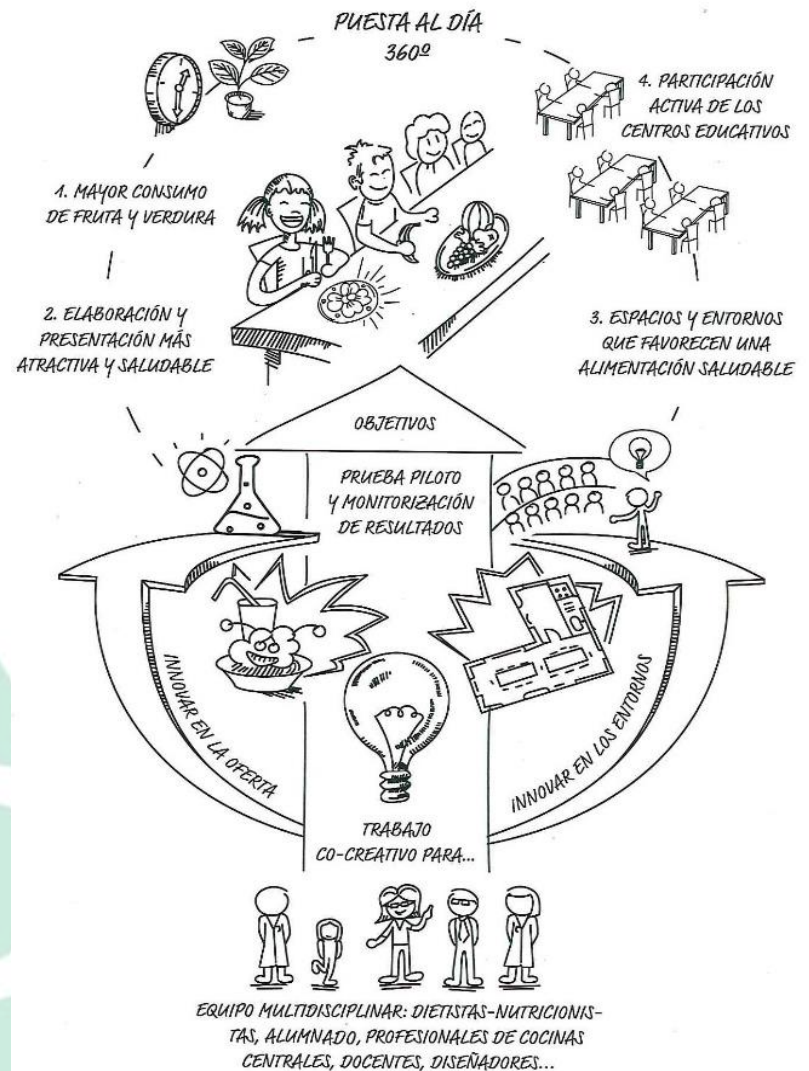 PUESTA AL DÍA
360º
1. MAYOR CONSUMO
DE FRUTA Y VERDURA
2. ELABORACIÓN Y
PRESENTACIÓN MÁS
ATRACTIVA Y SALUDABLE
4. PARTICIPACIÓN
ACTIVA DE LOS
CENTROS EDUCATIVOS
3. ESPACIOS Y ENTORNOS
QUE FAVORECEN UNA
ALIMENTACIÓN SALUDABLE
OBJETIVOS
PRUEBA PILOTO
Y MONITORIZACIÓN
DE RESULTADOS
INNOVAR EN LA OFERTA
INNOVAR EN LOS ENTORNOS
TRABAJO
CO-CREATIVO PARA...
EQUIPO MULTIDISCIPLINAR: DIETISTAS-NUTRICIONIS-
TAS, ALUMNADO, PROFESIONALES DE COCINAS
CENTRALES, DOCENTES, DISEÑADORES...